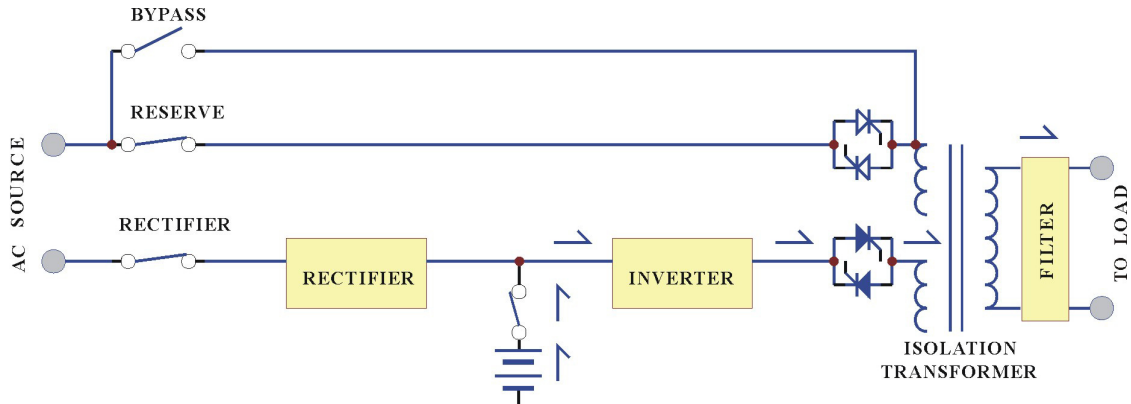 BYPASS
RESERVE
AC SOURCE
RECTIFIER
RECTIFIER
INVERTER
FILTER
TO LOAD
ISOLATION
TRANSFORMER